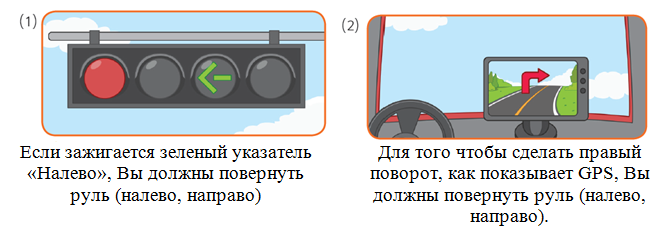 (1)
Если зажигается зеленый указатель
«Налево», Вы должны повернуть
руль (налево, направо)
(2)
Для того чтобы сделать правый
поворот, как показывает GPS, Вы
должны повернуть руль (налево,
направо).